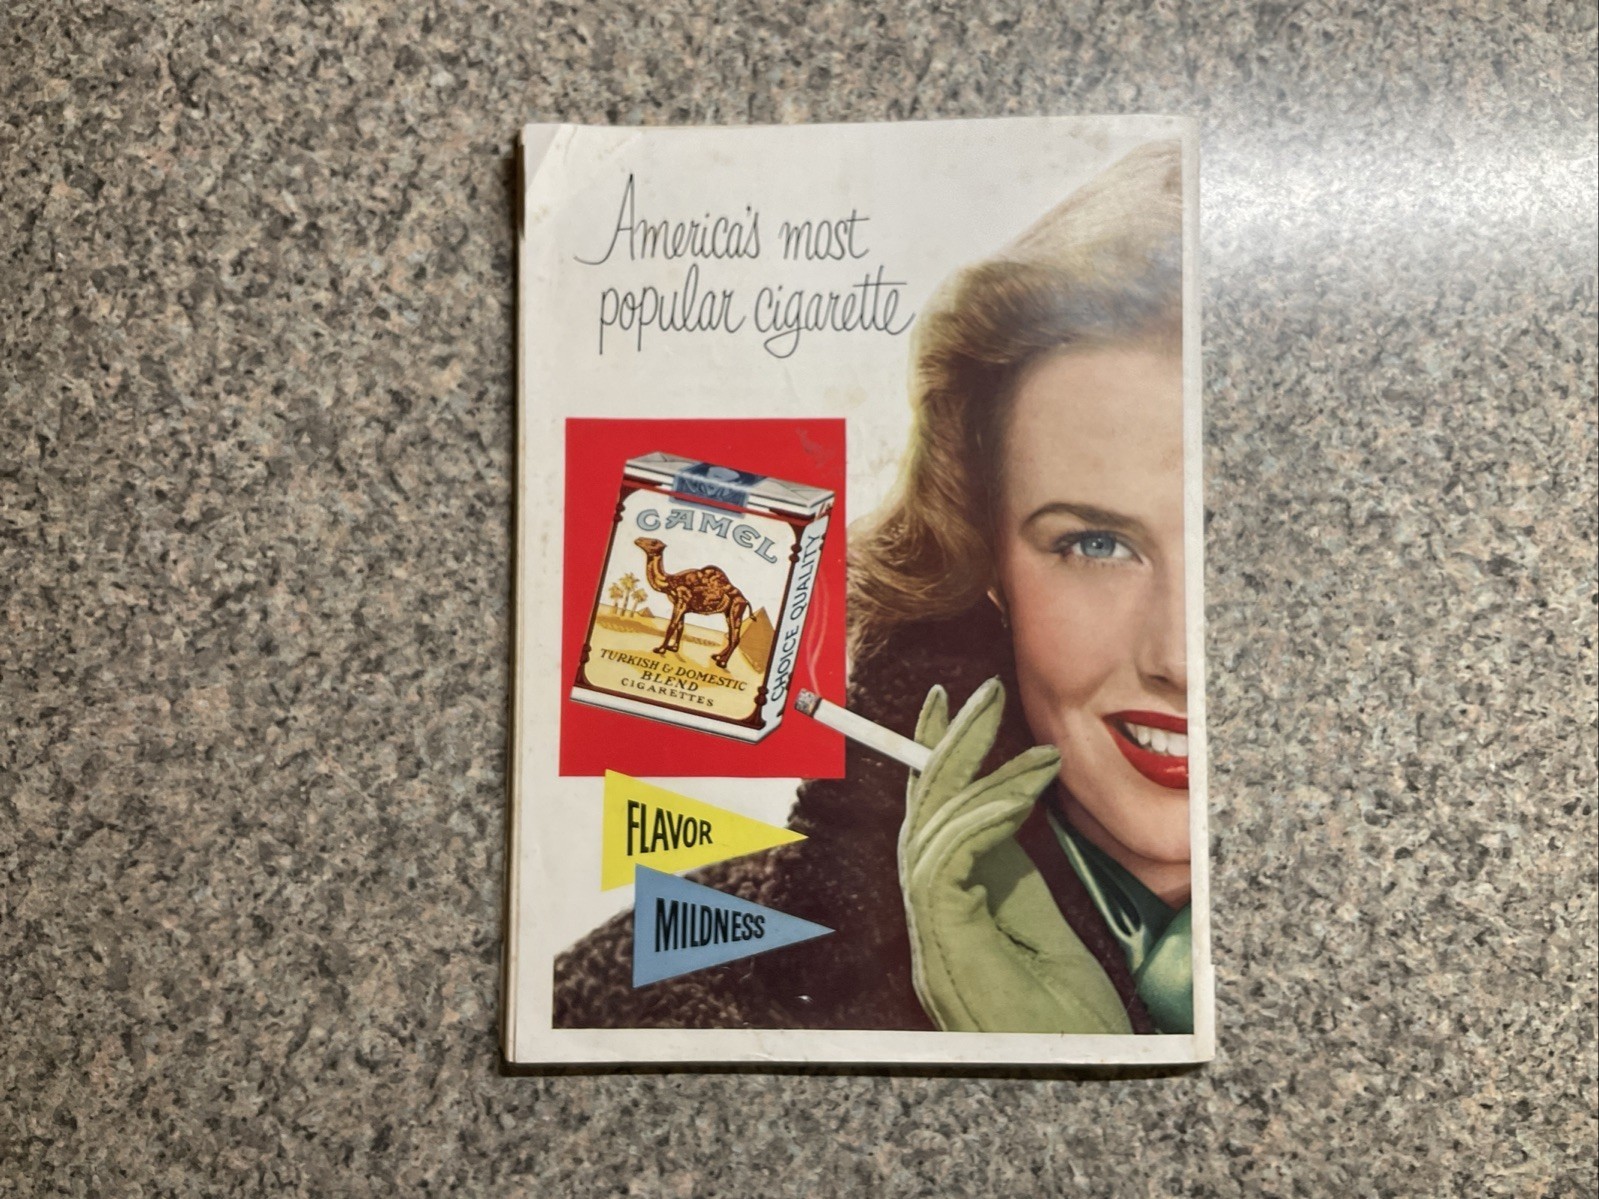 America's most
popular cigarette
CAMEL
CHOICE QUALITY
TURKISH & DOMESTIC
BLEND
CIGARETTES
FLAVOR
MILDNESS